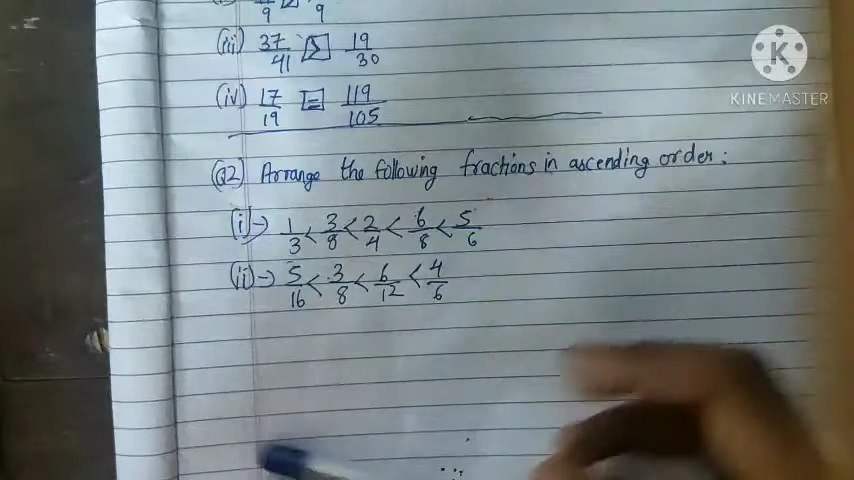 9 9
(iii) 37/41 > 19/30
(iv) 17/19 = 119/105
Q2) Arrange the following fractions in ascending order:
(i)→ 1/3 < 3/8 < 2/4 < 6/8 < 5/6
(ii)→ 5/16 < 3/8 < 6/12 < 4/6
K
KINEMASTER